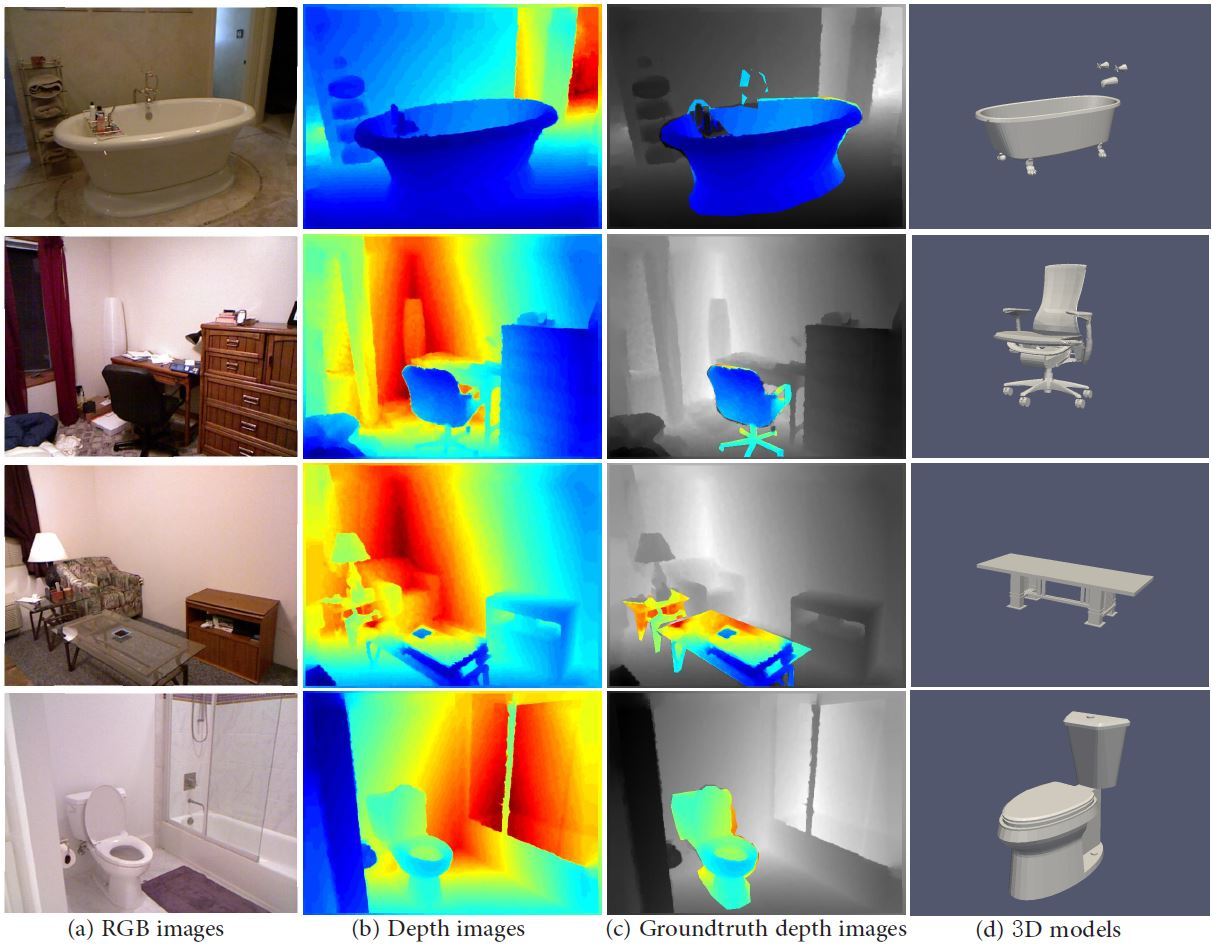 (a) RGB images
(b) Depth images
(c) Groundtruth depth images
(d) 3D models